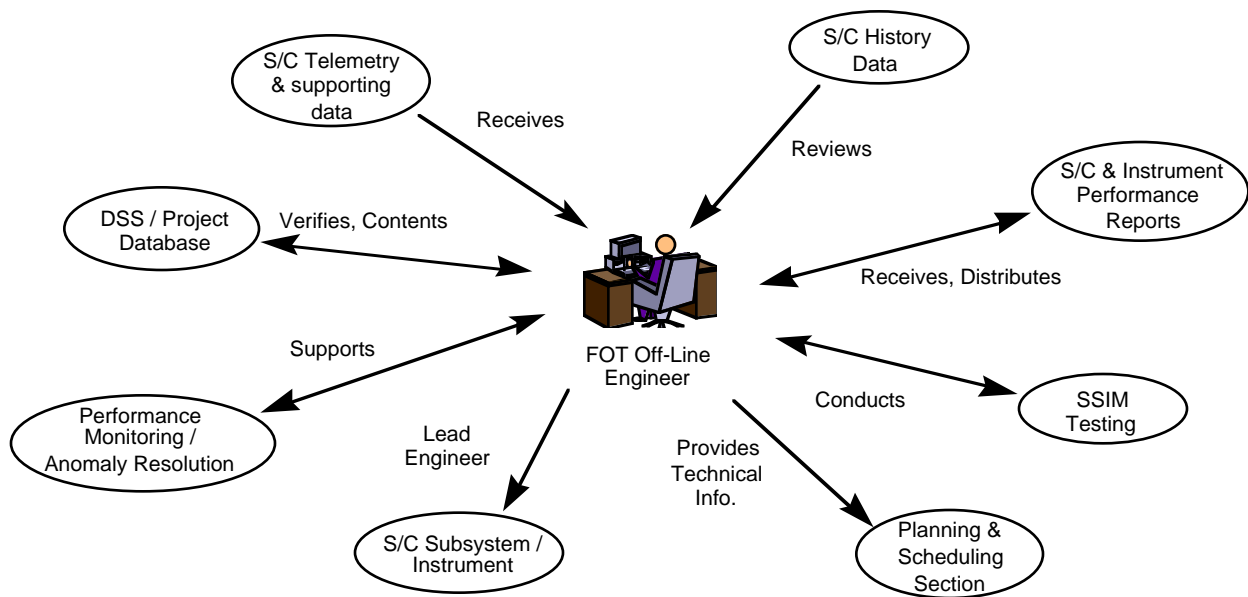 S/C Telemetry
& supporting
data
Receives
S/C History
Data
Reviews
S/C & Instrument
Performance
Reports
Receives, Distributes
DSS / Project
Database
Verifies, Contents
FOT Off-Line
Engineer
Supports
Performance
Monitoring /
Anomaly Resolution
Lead
Engineer
S/C Subsystem /
Instrument
Provides
Technical
Info.
Planning &
Scheduling
Section
Conducts
SSIM
Testing